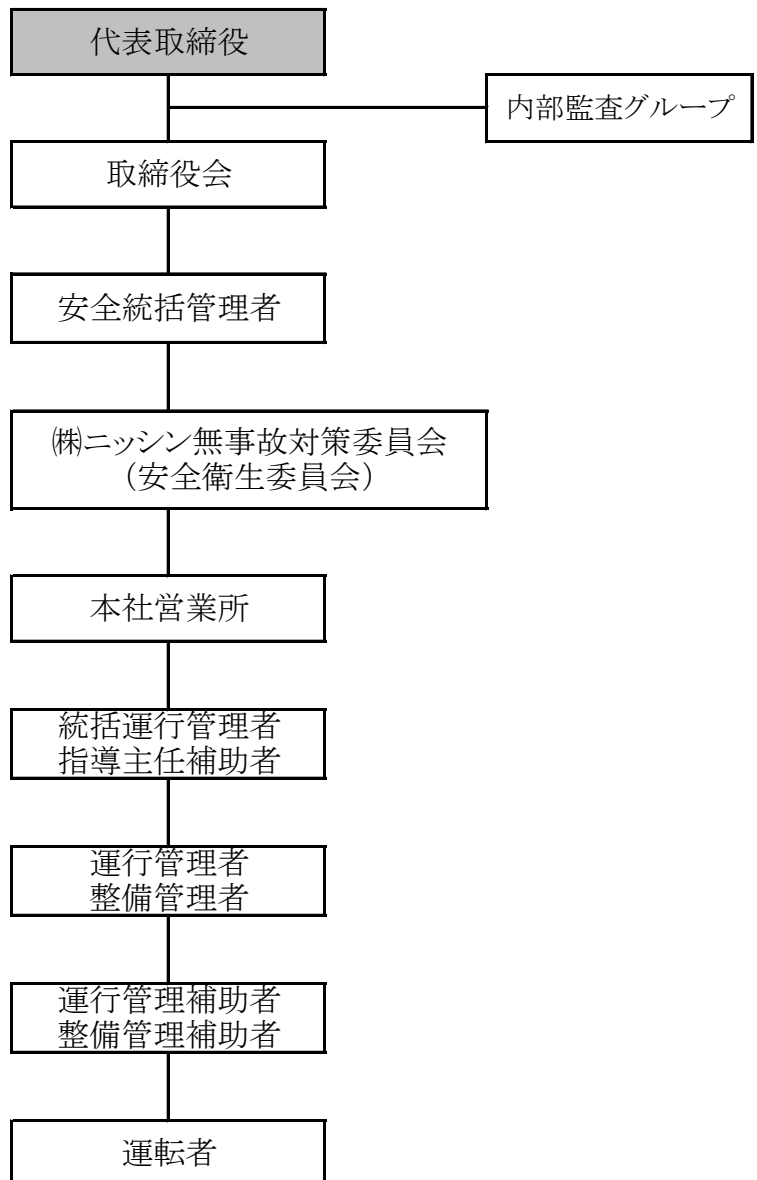 代表取締役
内部監査グループ
取締役会
安全統括管理者
㈱ニッシン無事故対策委員会
（安全衛生委員会）
本社営業所
統括運行管理者
指導主任補助者
運行管理者
整備管理者
運行管理補助者
整備管理補助者
運転者